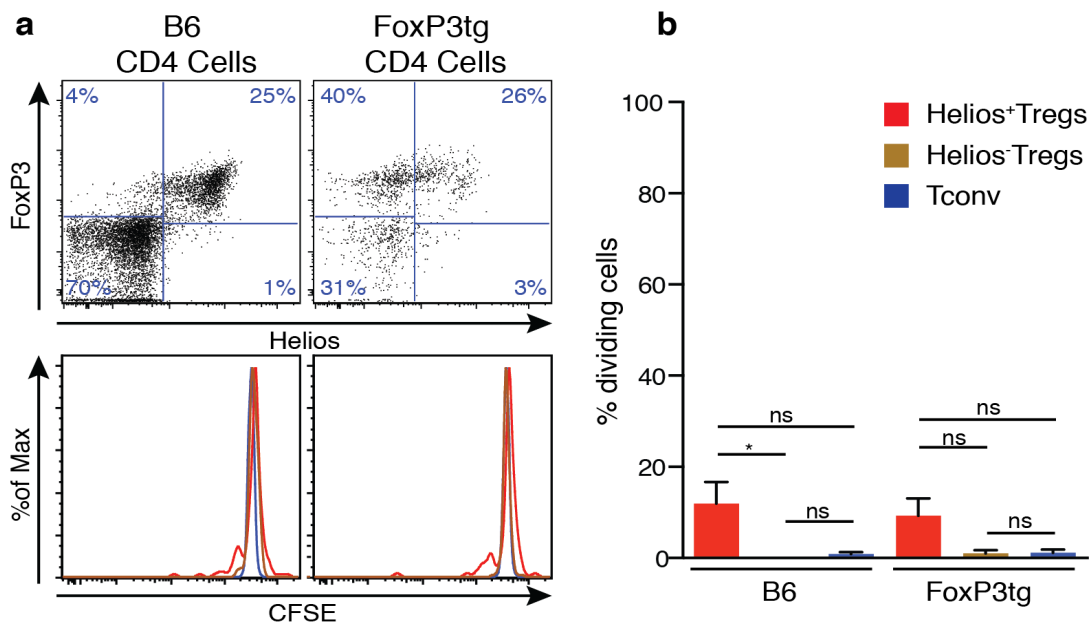 a
B6
CD4 Cells
FoxP3tg
CD4 Cells
4%
25%
70%
1%
40%
26%
31%
3%
FoxP3
Helios
%of Max
CFSE
b
% dividing cells
100
80
60
40
20
0
Helios+Tregs
Helios-Tregs
Tconv
ns
*
ns
ns
ns
ns
B6
FoxP3tg